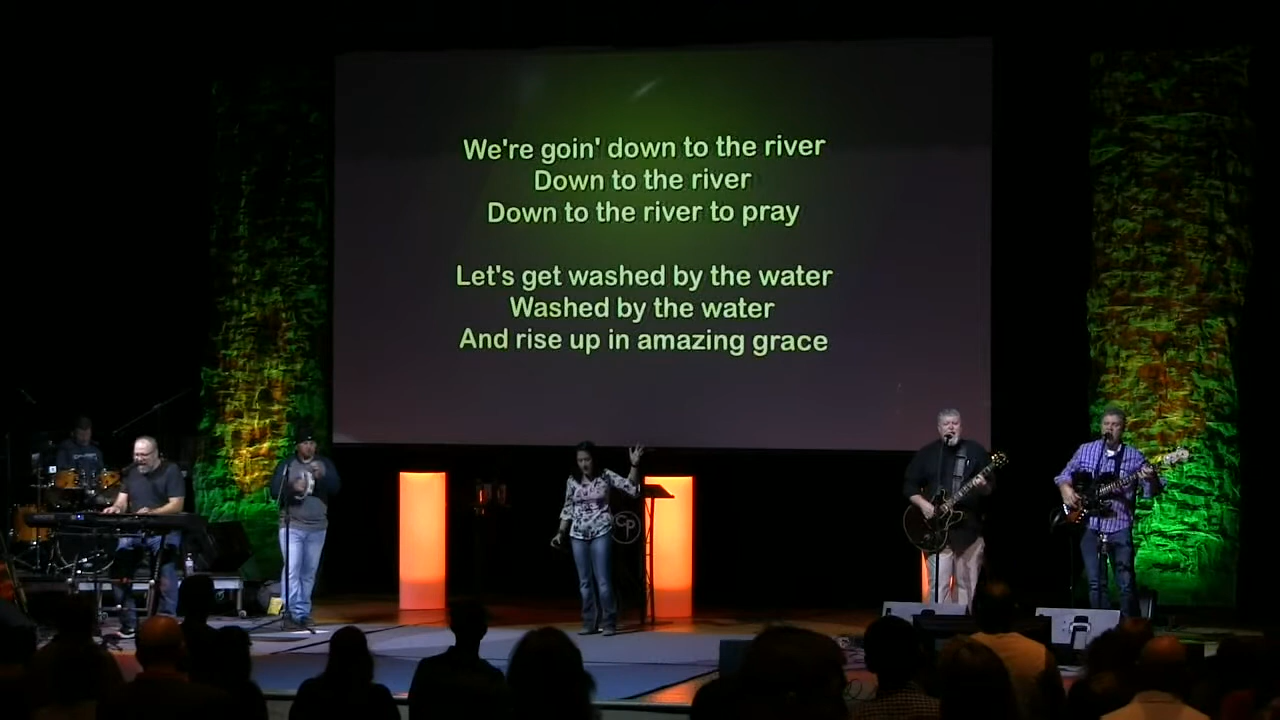 We're goin' down to the river
Down to the river
Down to the river to pray
Let's get washed by the water
Washed by the water
And rise up in amazing grace
CP